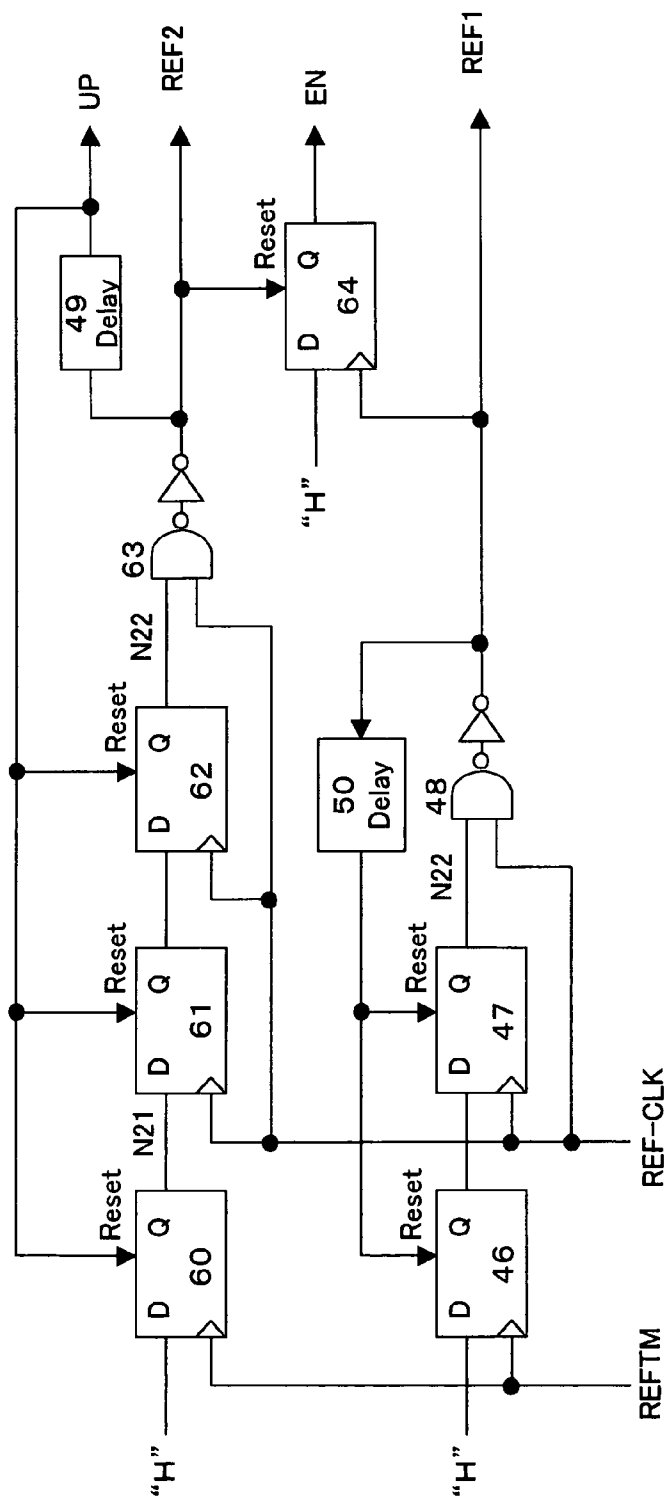 UP
REF2
EN
REF1
49
Delay
Reset
D Q
64
"H"
63
N22
Reset
D Q
62
Reset
D Q
61
N21
Reset
D Q
60
"H"
50
Delay
48
N22
Reset
D Q
47
Reset
D Q
46
"H"
REF-CLK
REFTM